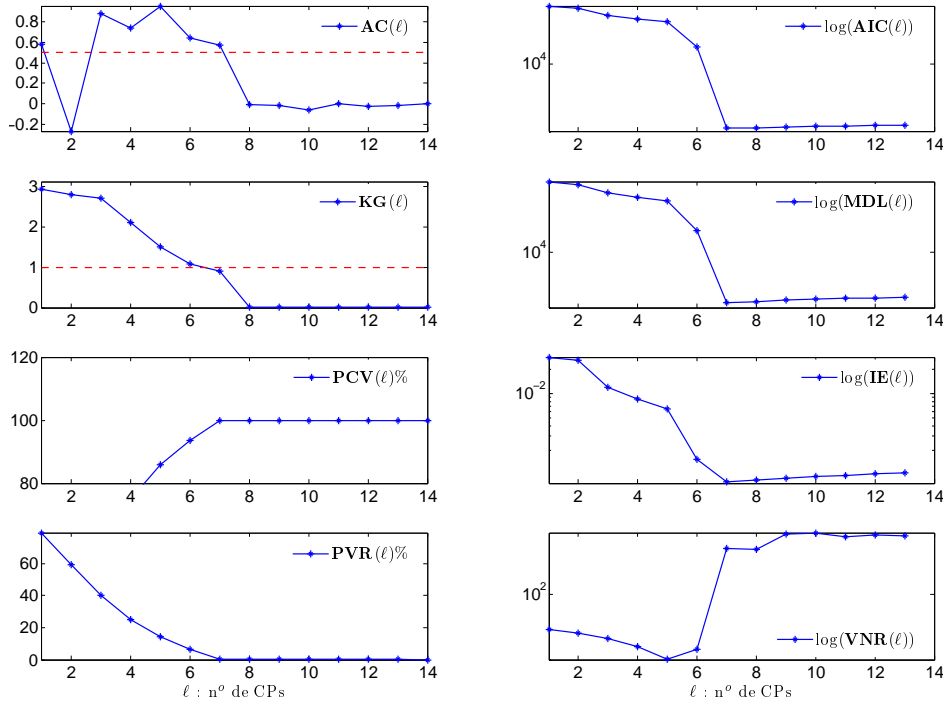 0.8
0.6
0.4
0.2
0
-0.2
2 4 6 8 10 12 14
AC(ℓ)
10^4
2 4 6 8 10 12 14
log(AIC(ℓ))
3
2
1
0
2 4 6 8 10 12 14
KG(ℓ)
10^4
2 4 6 8 10 12 14
log(MDL(ℓ))
120
100
80
2 4 6 8 10 12 14
PCV(ℓ)%
10^-2
2 4 6 8 10 12 14
log(IE(ℓ))
60
40
20
0
2 4 6 8 10 12 14
PVR(ℓ)%
ℓ : n^o de CPs
10^2
2 4 6 8 10 12 14
log(VNR(ℓ))
ℓ : n^o de CPs